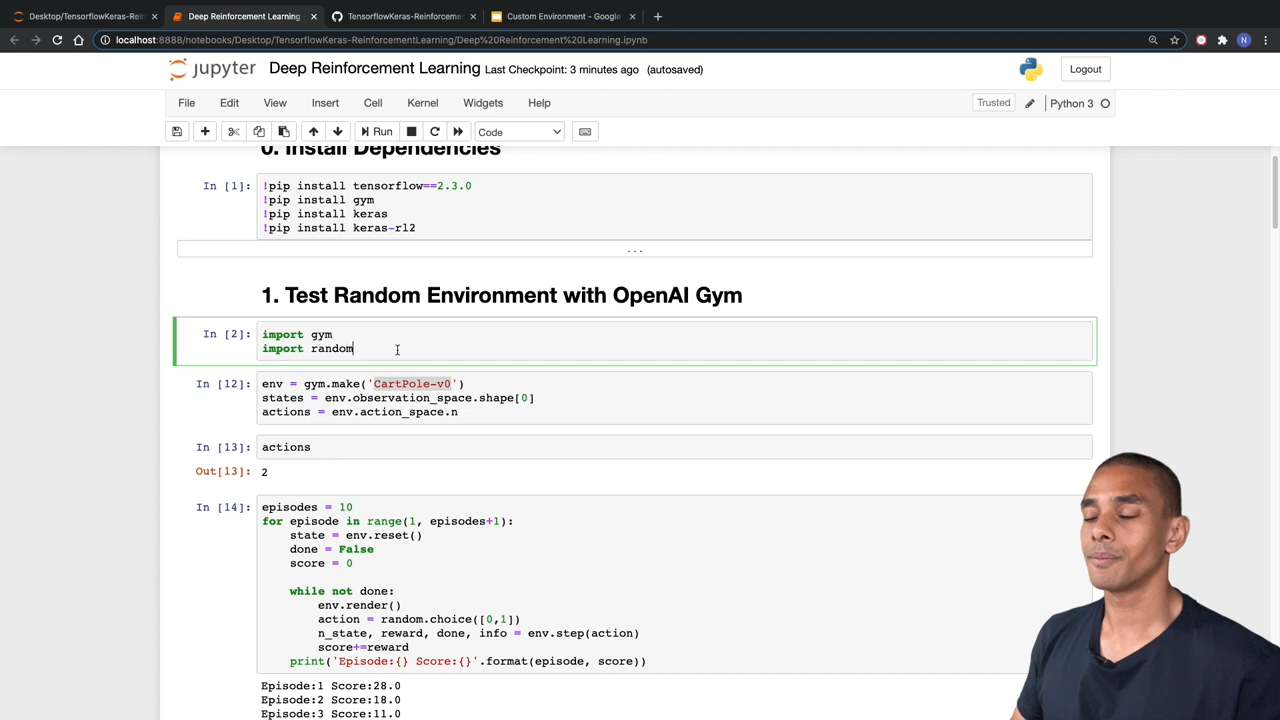 Desktop/TensorflowKeras-Rein
Deep Reinforcement Learning
TensorflowKeras-Reinforcemen
Custom Environment - Google
localhost:8888/notebooks/Desktop/TensorflowKeras-ReinforcementLearning/Deep%20Reinforcement%20Learning.ipynb
N
jupyter Deep Reinforcement Learning Last Checkpoint: 3 minutes ago (autosaved)
Logout
File Edit View Insert Cell Kernel Widgets Help
Trusted
Python 3
Run
Code
0. Install Dependencies
In [1]: !pip install tensorflow==2.3.0
!pip install gym
!pip install keras
!pip install keras-rl2
...
1. Test Random Environment with OpenAI Gym
In [2]: import gym
import random
In [12]: env = gym.make('CartPole-v0')
states = env.observation_space.shape[0]
actions = env.action_space.n
In [13]: actions
Out[13]: 2
In [14]: episodes = 10
for episode in range(1, episodes+1):
state = env.reset()
done = False
score = 0
while not done:
env.render()
action = random.choice([0,1])
n_state, reward, done, info = env.step(action)
score+=reward
print('Episode:{} Score:{}'.format(episode, score))
Episode:1 Score:28.0
Episode:2 Score:18.0
Episode:3 Score:11.0